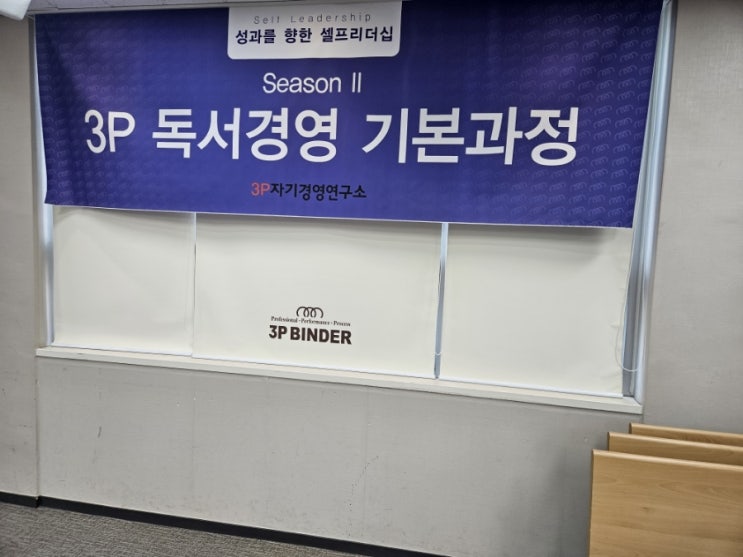 Self Leadership
성과를 향한 셀프리더십
Season II
3P 독서경영 기본과정
3P자기경영연구소
Professional · Performance · Process
3P BINDER